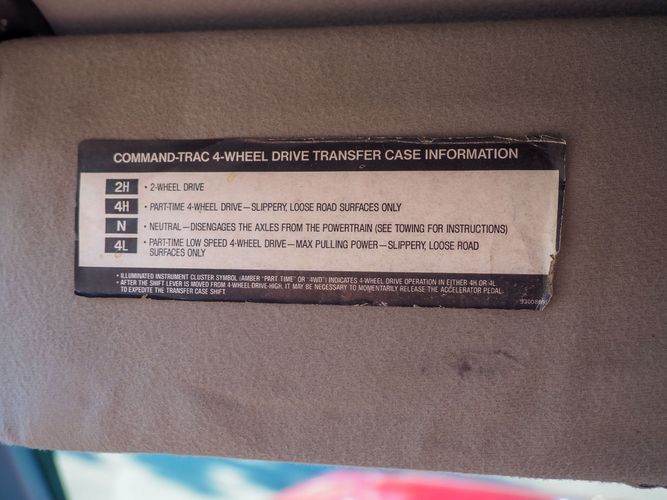 COMMAND-TRAC 4-WHEEL DRIVE TRANSFER CASE INFORMATION
2H • 2-WHEEL DRIVE
4H • PART-TIME 4-WHEEL DRIVE—SLIPPERY, LOOSE ROAD SURFACES ONLY
N • NEUTRAL—DISENGAGES THE AXLES FROM THE POWERTRAIN (SEE TOWING FOR INSTRUCTIONS)
4L • PART-TIME LOW SPEED 4-WHEEL DRIVE—MAX PULLING POWER—SLIPPERY, LOOSE ROAD
SURFACES ONLY
• ILLUMINATED INSTRUMENT CLUSTER SYMBOL (AMBER "PART TIME" OR "4WD") INDICATES 4-WHEEL DRIVE OPERATION IN EITHER 4H OR 4L.
• AFTER THE SHIFT LEVER IS MOVED FROM 4-WHEEL-DRIVE-HIGH, IT MAY BE NECESSARY TO MOMENTARILY RELEASE THE ACCELERATOR PEDAL
TO EXPEDITE THE TRANSFER CASE SHIFT.